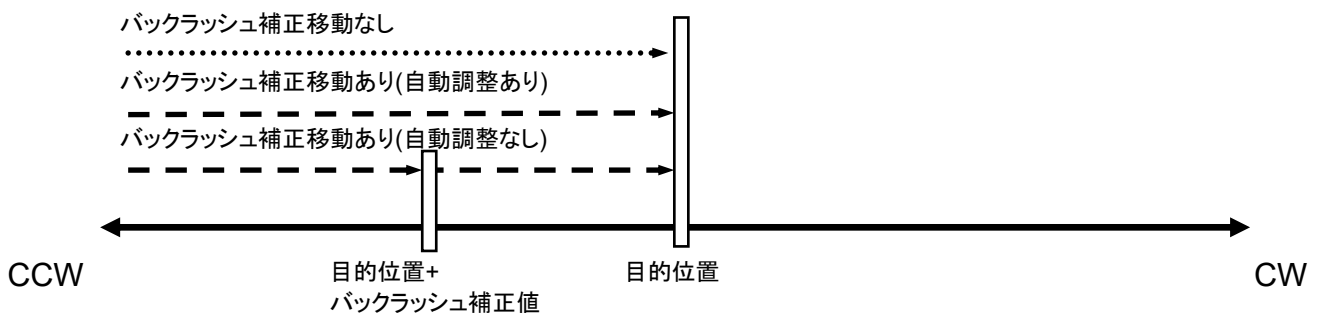 バックラッシュ補正移動なし
バックラッシュ補正移動あり(自動調整あり)
バックラッシュ補正移動あり(自動調整なし)
CCW
目的位置+
バックラッシュ補正値
目的位置
CW